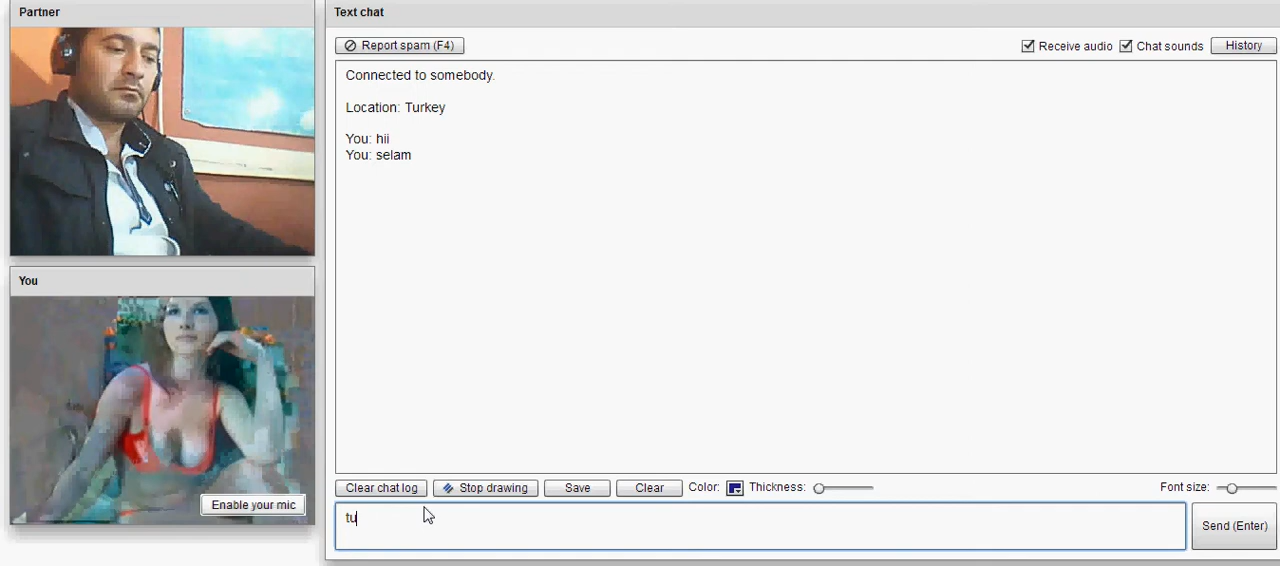 Partner
Text chat
Report spam (F4)
Receive audio
Chat sounds
History
Connected to somebody.
Location: Turkey
You: hii
You: selam
You
Enable your mic
Clear chat log
Stop drawing
Save
Clear
Color:
Thickness:
Font size:
tu
Send (Enter)